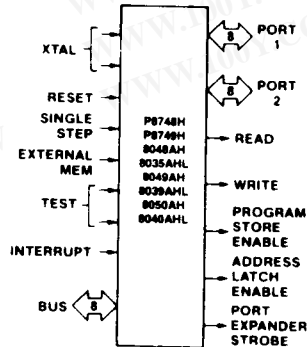 XTAL
RESET
SINGLE
STEP
EXTERNAL
MEM
TEST
INTERRUPT
BUS
8
P8748H
P8749H
8048AH
8035AHL
8049AH
8039AHL
8050AH
8040AHL
8
PORT
1
8
PORT
2
READ
WRITE
PROGRAM
STORE
ENABLE
ADDRESS
LATCH
ENABLE
PORT
EXPANDER
STROBE